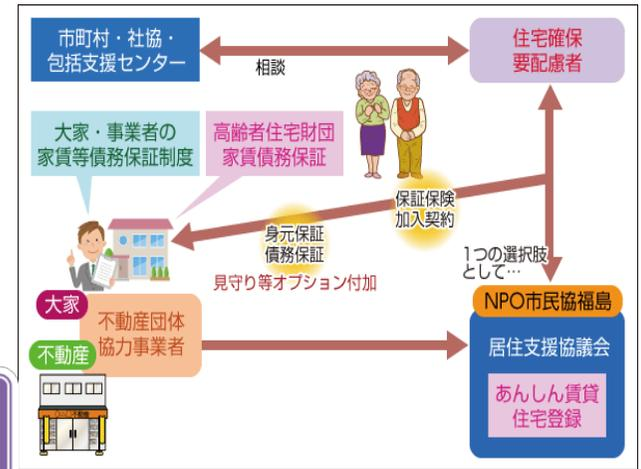 市町村・社協・
包括支援センター
相談
住宅確保
要配慮者
大家・事業者の
家賃等債務保証制度
高齢者住宅財団
家賃債務保証
保証保険
加入契約
身元保証
債務保証
見守り等オプション付加
1つの選択肢
として…
大家
不動産団体
協力事業者
不動産
NPO市民協福島
居住支援協議会
あんしん賃貸
住宅登録